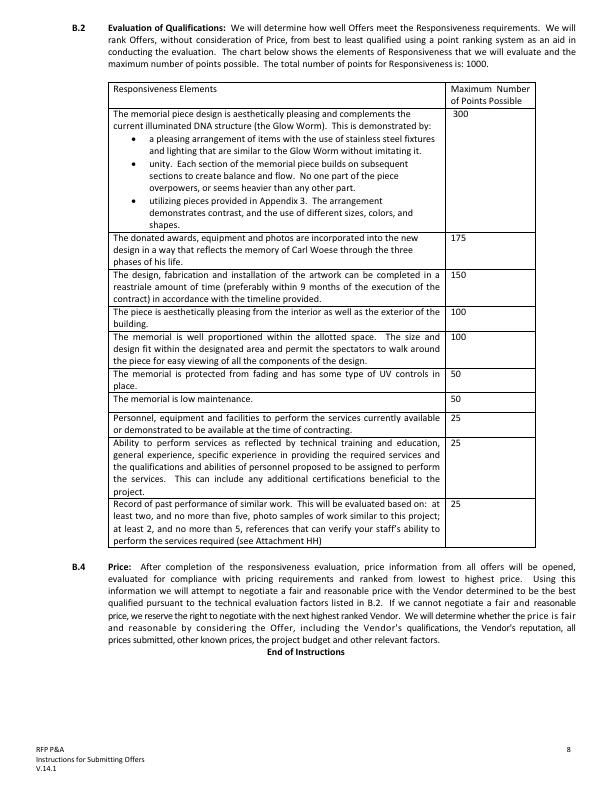 B.2 Evaluation of Qualifications: We will determine how well Offers meet the Responsiveness requirements. We will
rank Offers, without consideration of Price, from best to least qualified using a point ranking system as an aid in
conducting the evaluation. The chart below shows the elements of Responsiveness that we will evaluate and the
maximum number of points possible. The total number of points for Responsiveness is: 1000.
Responsiveness Elements
Maximum Number
of Points Possible
The memorial piece design is aesthetically pleasing and complements the
current illuminated DNA structure (the Glow Worm). This is demonstrated by:
• a pleasing arrangement of items with the use of stainless steel fixtures
and lighting that are similar to the Glow Worm without imitating it.
• unity. Each section of the memorial piece builds on subsequent
sections to create balance and flow. No one part of the piece
overpowers, or seems heavier than any other part.
• utilizing pieces provided in Appendix 3. The arrangement
demonstrates contrast, and the use of different sizes, colors, and
shapes.
300
The donated awards, equipment and photos are incorporated into the new
design in a way that reflects the memory of Carl Woese through the three
phases of his life.
175
The design, fabrication and installation of the artwork can be completed in a
reastriale amount of time (preferably within 9 months of the execution of the
contract) in accordance with the timeline provided.
150
The piece is aesthetically pleasing from the interior as well as the exterior of the
building.
100
The memorial is well proportioned within the allotted space. The size and
design fit within the designated area and permit the spectators to walk around
the piece for easy viewing of all the components of the design.
100
The memorial is protected from fading and has some type of UV controls in
place.
50
The memorial is low maintenance.
50
Personnel, equipment and facilities to perform the services currently available
or demonstrated to be available at the time of contracting.
25
Ability to perform services as reflected by technical training and education,
general experience, specific experience in providing the required services and
the qualifications and abilities of personnel proposed to be assigned to perform
the services. This can include any additional certifications beneficial to the
project.
25
Record of past performance of similar work. This will be evaluated based on: at
least two, and no more than five, photo samples of work similar to this project;
at least 2, and no more than 5, references that can verify your staff's ability to
perform the services required (see Attachment HH)
25
B.4 Price: After completion of the responsiveness evaluation, price information from all offers will be opened,
evaluated for compliance with pricing requirements and ranked from lowest to highest price. Using this
information we will attempt to negotiate a fair and reasonable price with the Vendor determined to be the best
qualified pursuant to the technical evaluation factors listed in B.2. If we cannot negotiate a fair and reasonable
price, we reserve the right to negotiate with the next highest ranked Vendor. We will determine whether the price is fair
and reasonable by considering the Offer, including the Vendor's qualifications, the Vendor's reputation, all
prices submitted, other known prices, the project budget and other relevant factors.
End of Instructions
RFP P&A
Instructions for Submitting Offers
V.14.1
8